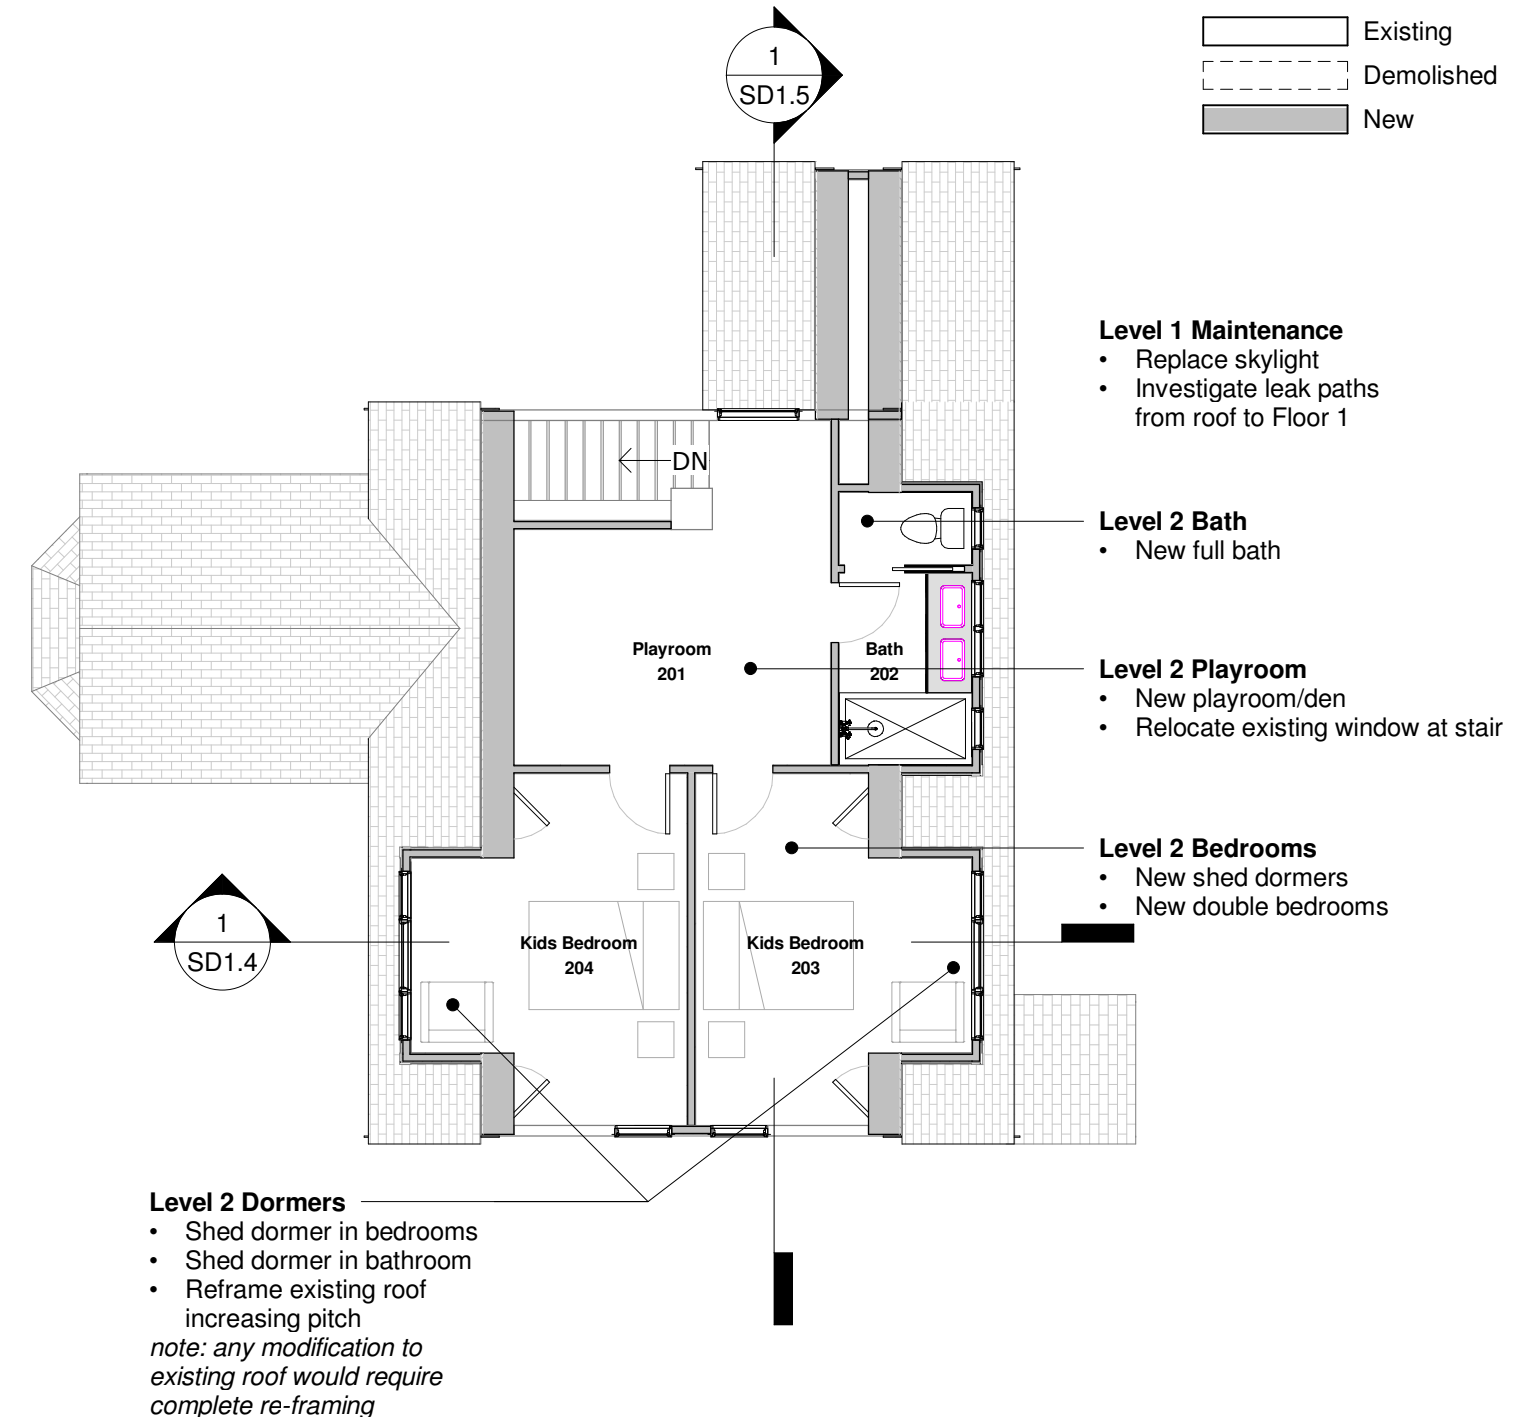 1
SD1.5
Existing
Demolished
New
Level 1 Maintenance
• Replace skylight
• Investigate leak paths
from roof to Floor 1
DN
Level 2 Bath
• New full bath
Playroom
201
Bath
202
Level 2 Playroom
• New playroom/den
• Relocate existing window at stair
Level 2 Bedrooms
• New shed dormers
• New double bedrooms
1
SD1.4
Kids Bedroom
204
Kids Bedroom
203
Level 2 Dormers
• Shed dormer in bedrooms
• Shed dormer in bathroom
• Reframe existing roof
increasing pitch
note: any modification to
existing roof would require
complete re-framing